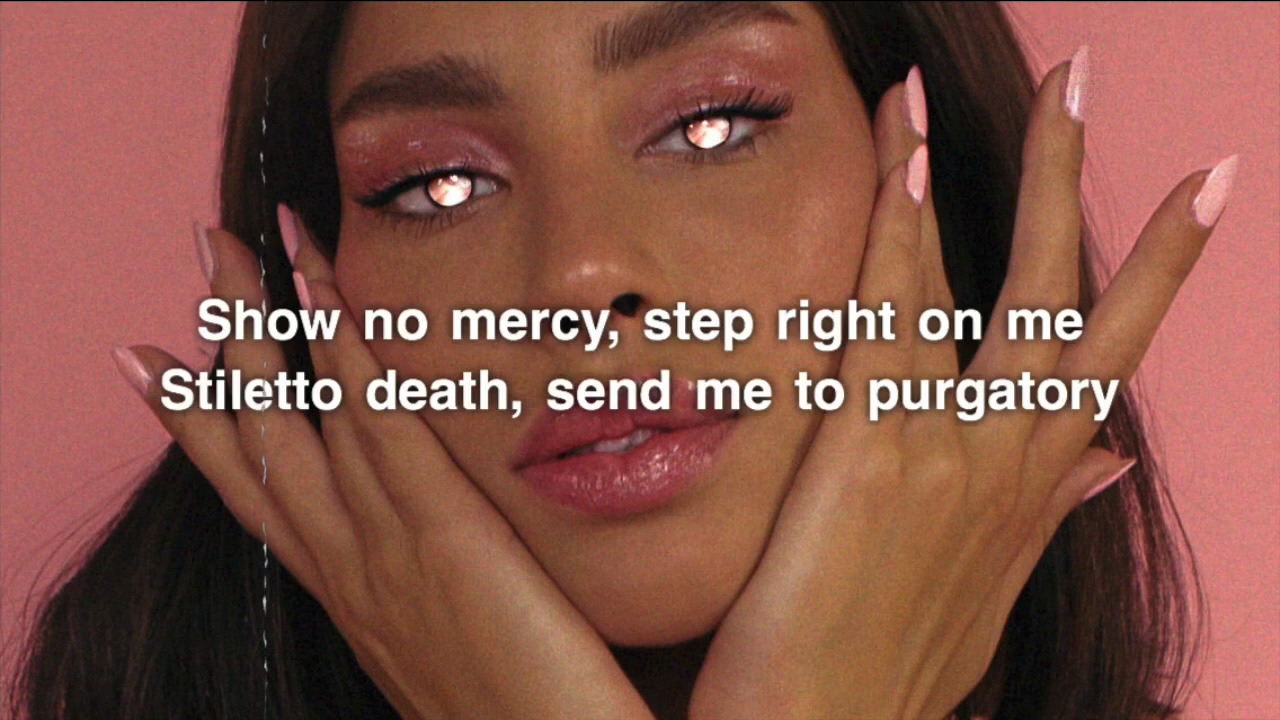 Show no mercy, step right on me
Stiletto death, send me to purgatory